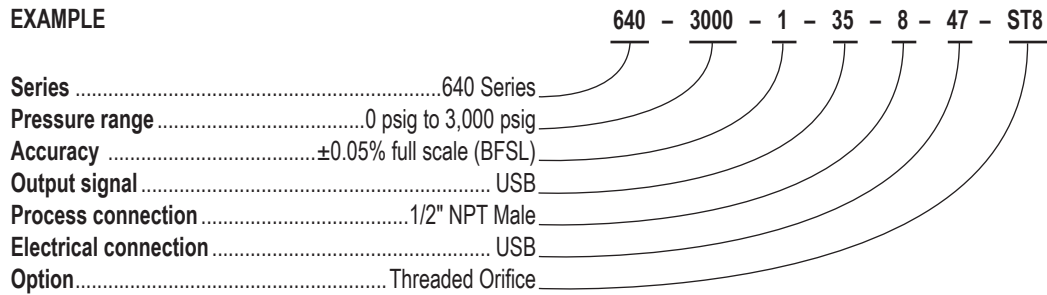 EXAMPLE 640 – 3000 – 1 – 35 – 8 – 47 – ST8
Series ........................................................................640 Series
Pressure range .........................................0 psig to 3,000 psig
Accuracy .........................................±0.05% full scale (BFSL)
Output signal ...................................................................... USB
Process connection .........................................1/2" NPT Male
Electrical connection ........................................................ USB
Option .............................................................. Threaded Orifice